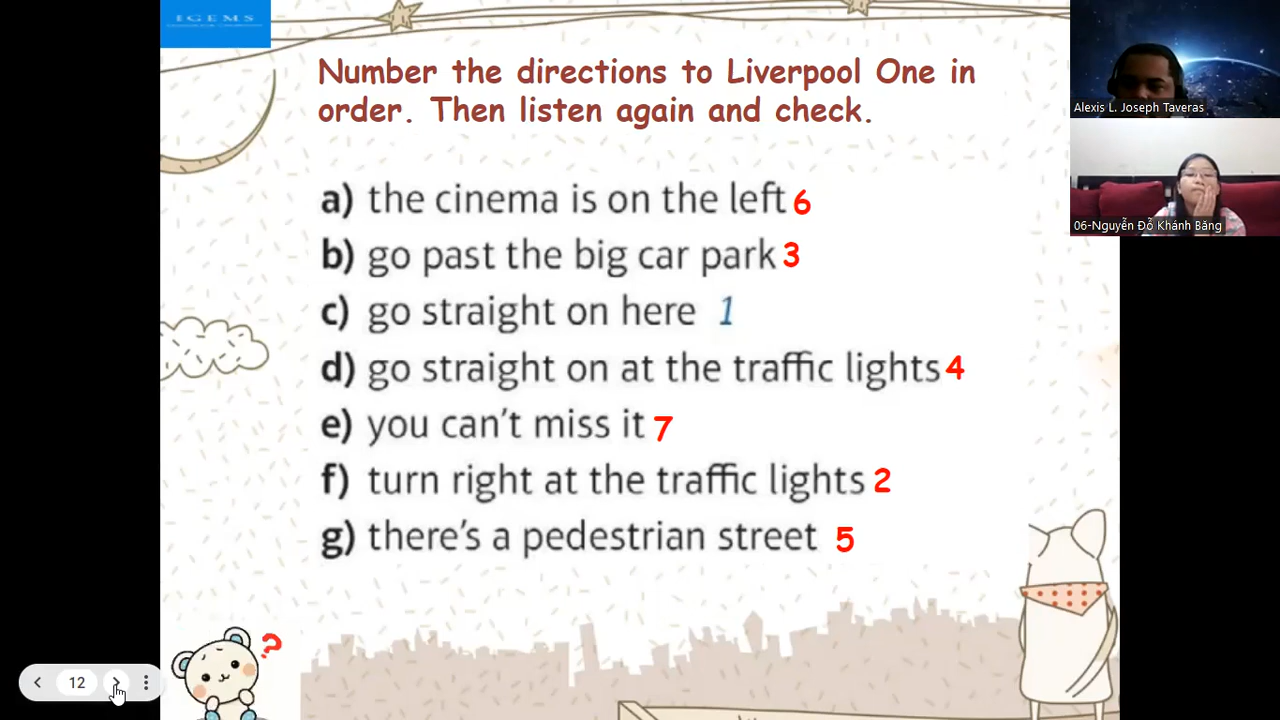 IGEMS
Number the directions to Liverpool One in
order. Then listen again and check.
a) the cinema is on the left 6
b) go past the big car park 3
c) go straight on here 1
d) go straight on at the traffic lights 4
e) you can't miss it 7
f) turn right at the traffic lights 2
g) there's a pedestrian street 5
?
12
Alexis L. Joseph Taveras
06-Nguyễn Đỗ Khánh Băng